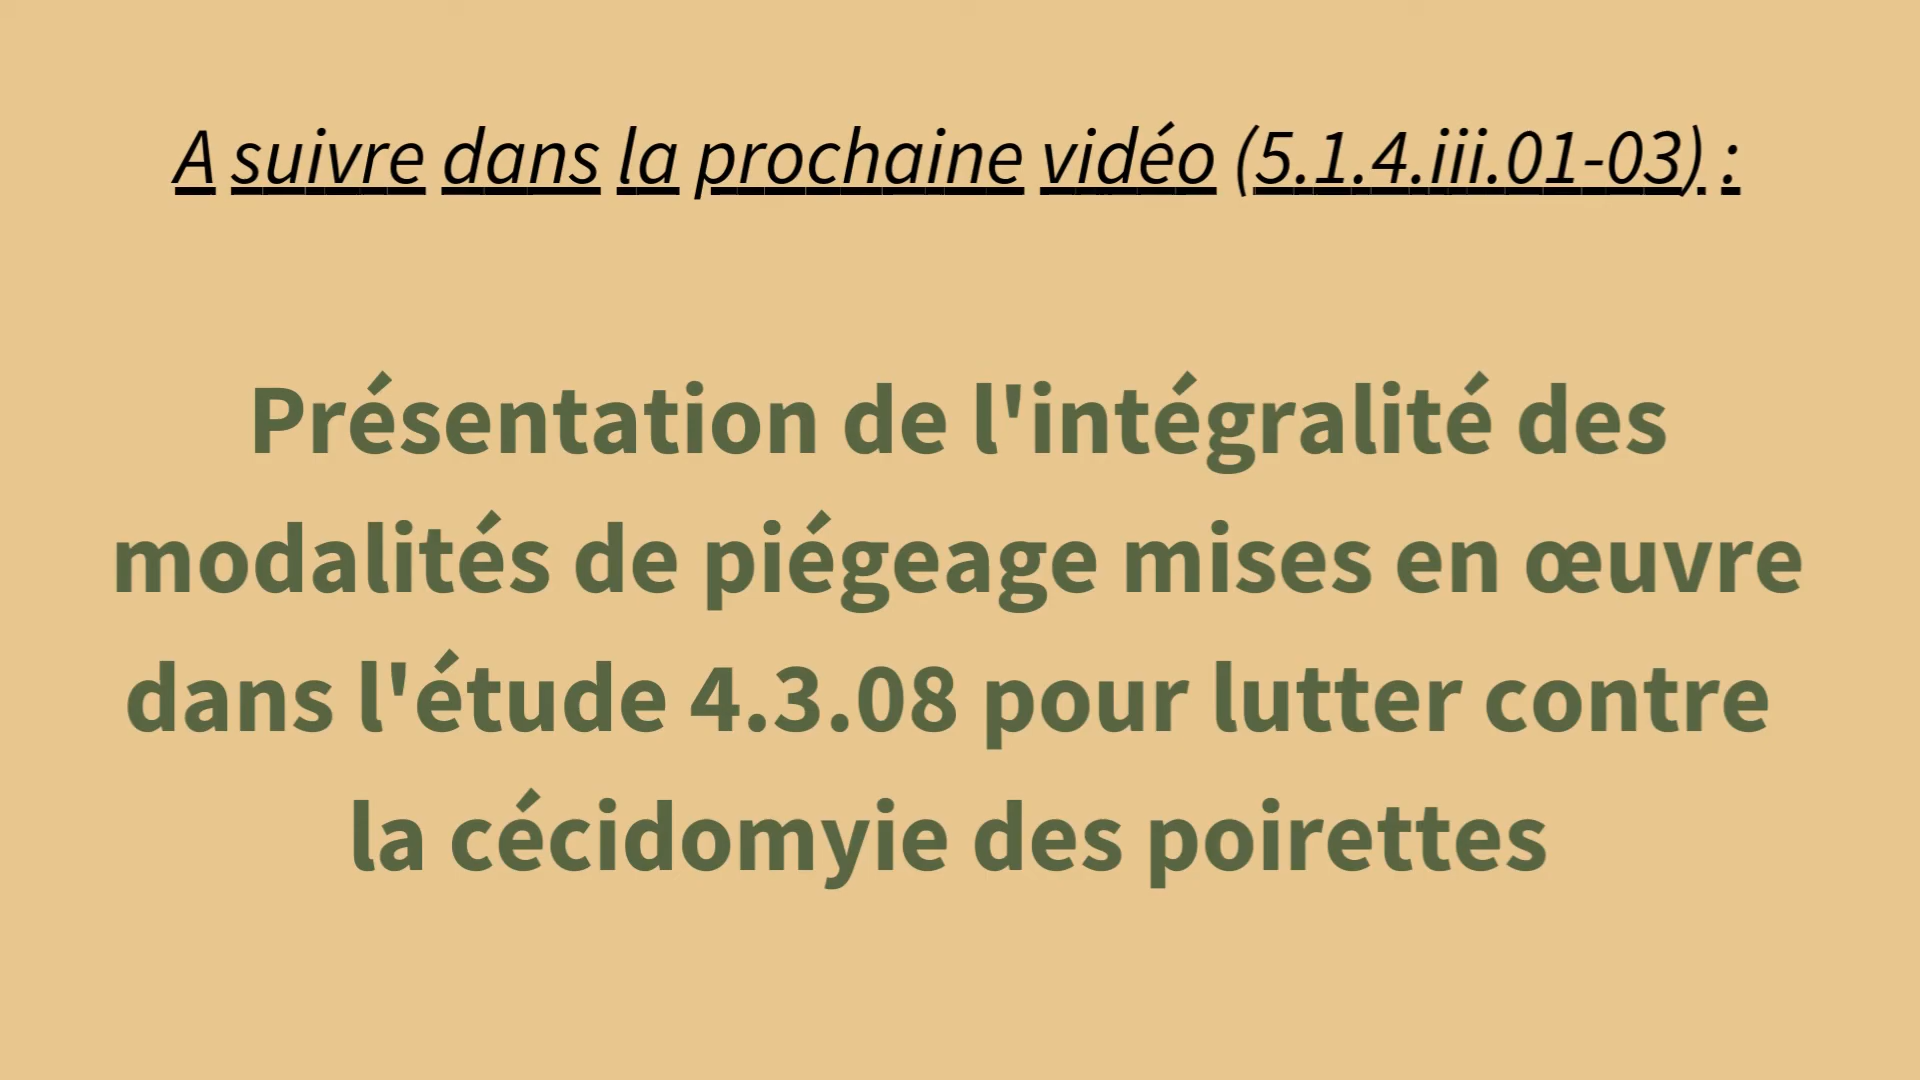 A suivre dans la prochaine vidéo (5.1.4.iii.01-03) :
Présentation de l'intégralité des
modalités de piégeage mises en œuvre
dans l'étude 4.3.08 pour lutter contre
la cécidomyie des poirettes